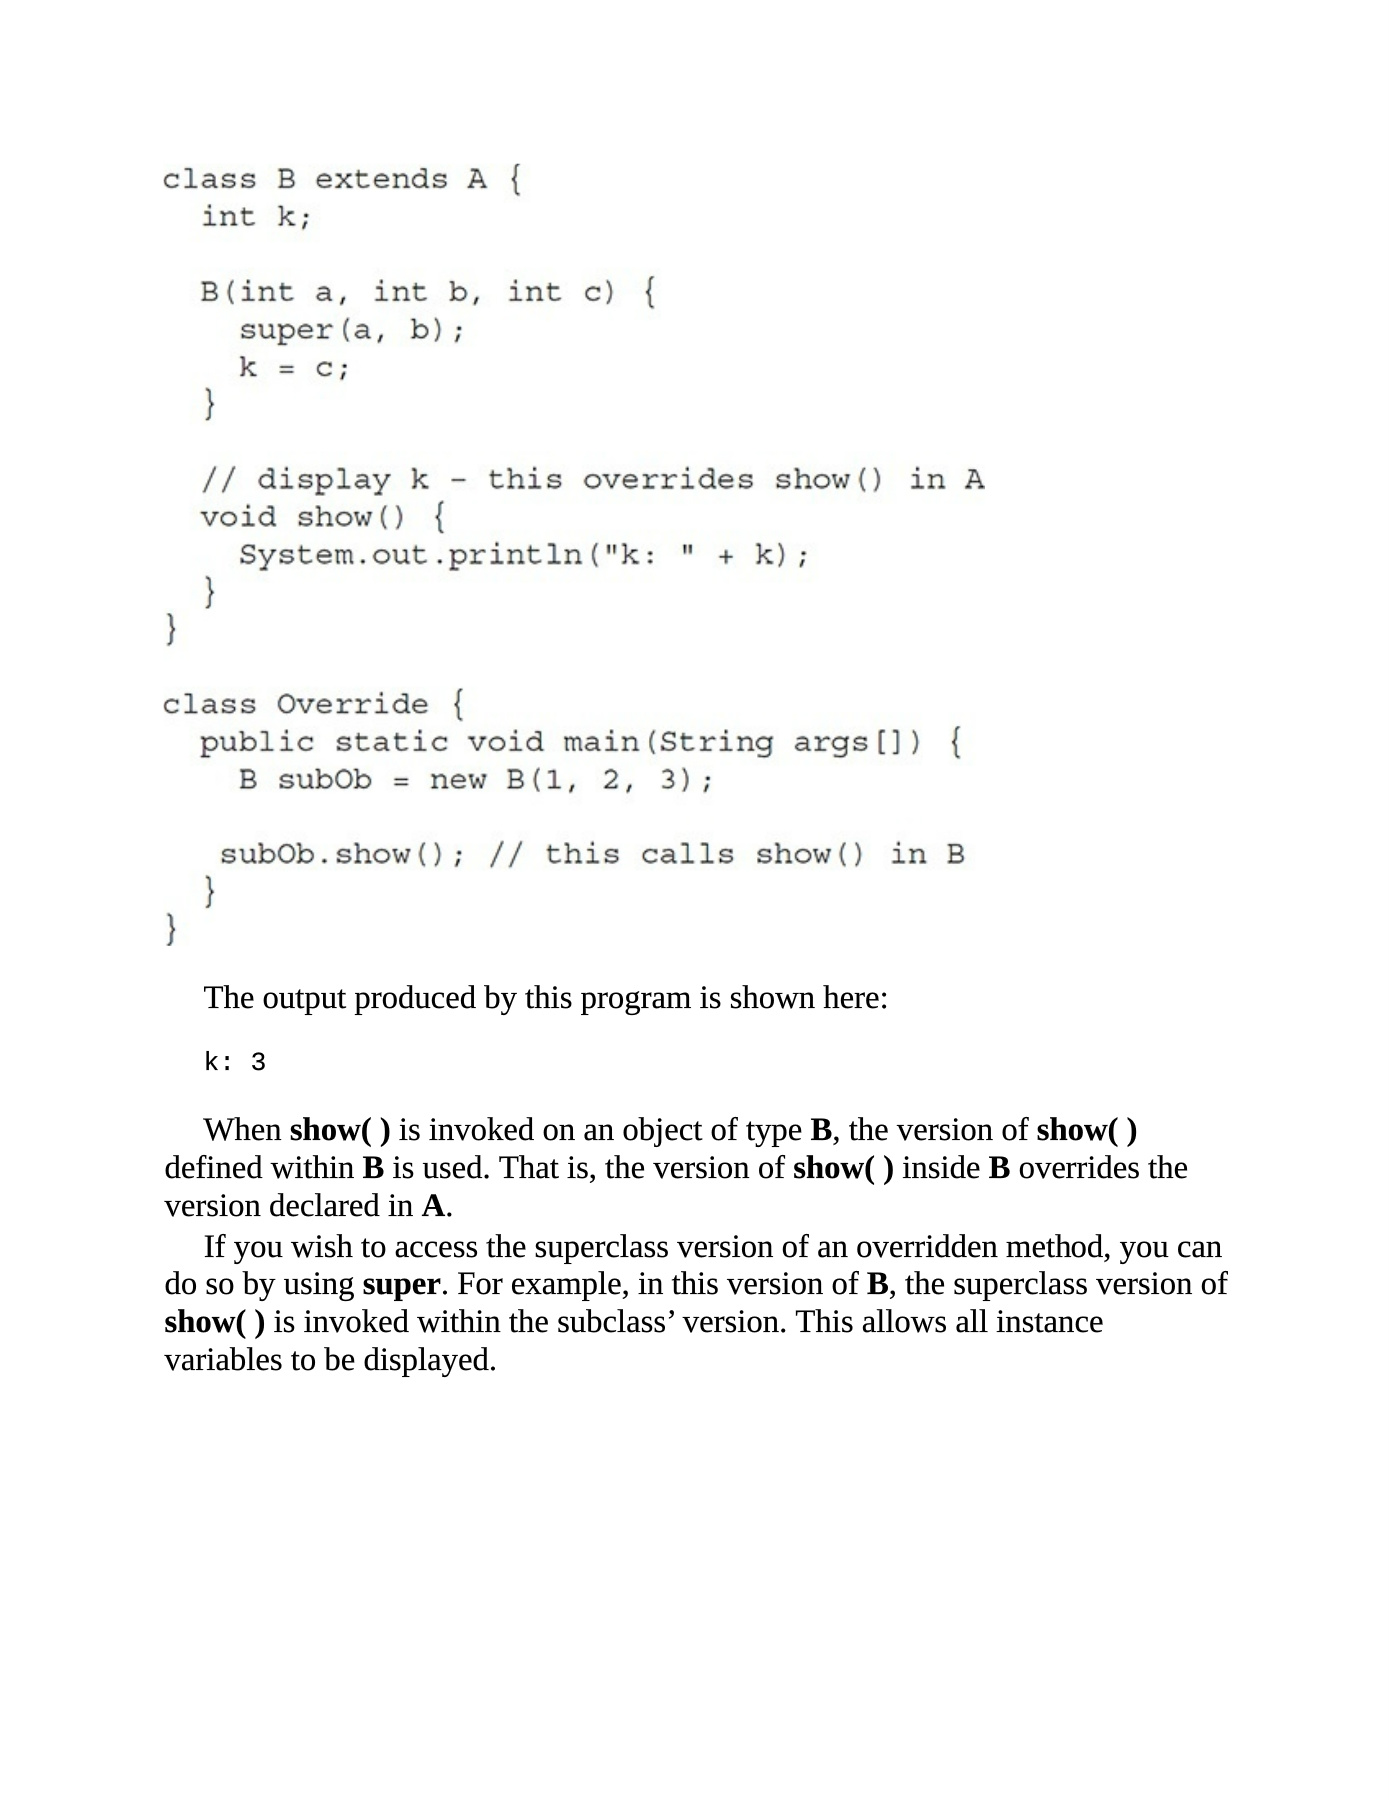 class B extends A {
  int k;

  B(int a, int b, int c) {
    super(a, b);
    k = c;
  }

  // display k – this overrides show() in A
  void show() {
    System.out.println("k: " + k);
  }
}

class Override {
  public static void main(String args[]) {
    B subOb = new B(1, 2, 3);

   subOb.show(); // this calls show() in B
  }
}
The output produced by this program is shown here:
k: 3
When show( ) is invoked on an object of type B, the version of show( )
defined within B is used. That is, the version of show( ) inside B overrides the
version declared in A.
If you wish to access the superclass version of an overridden method, you can
do so by using super. For example, in this version of B, the superclass version of
show( ) is invoked within the subclass’ version. This allows all instance
variables to be displayed.